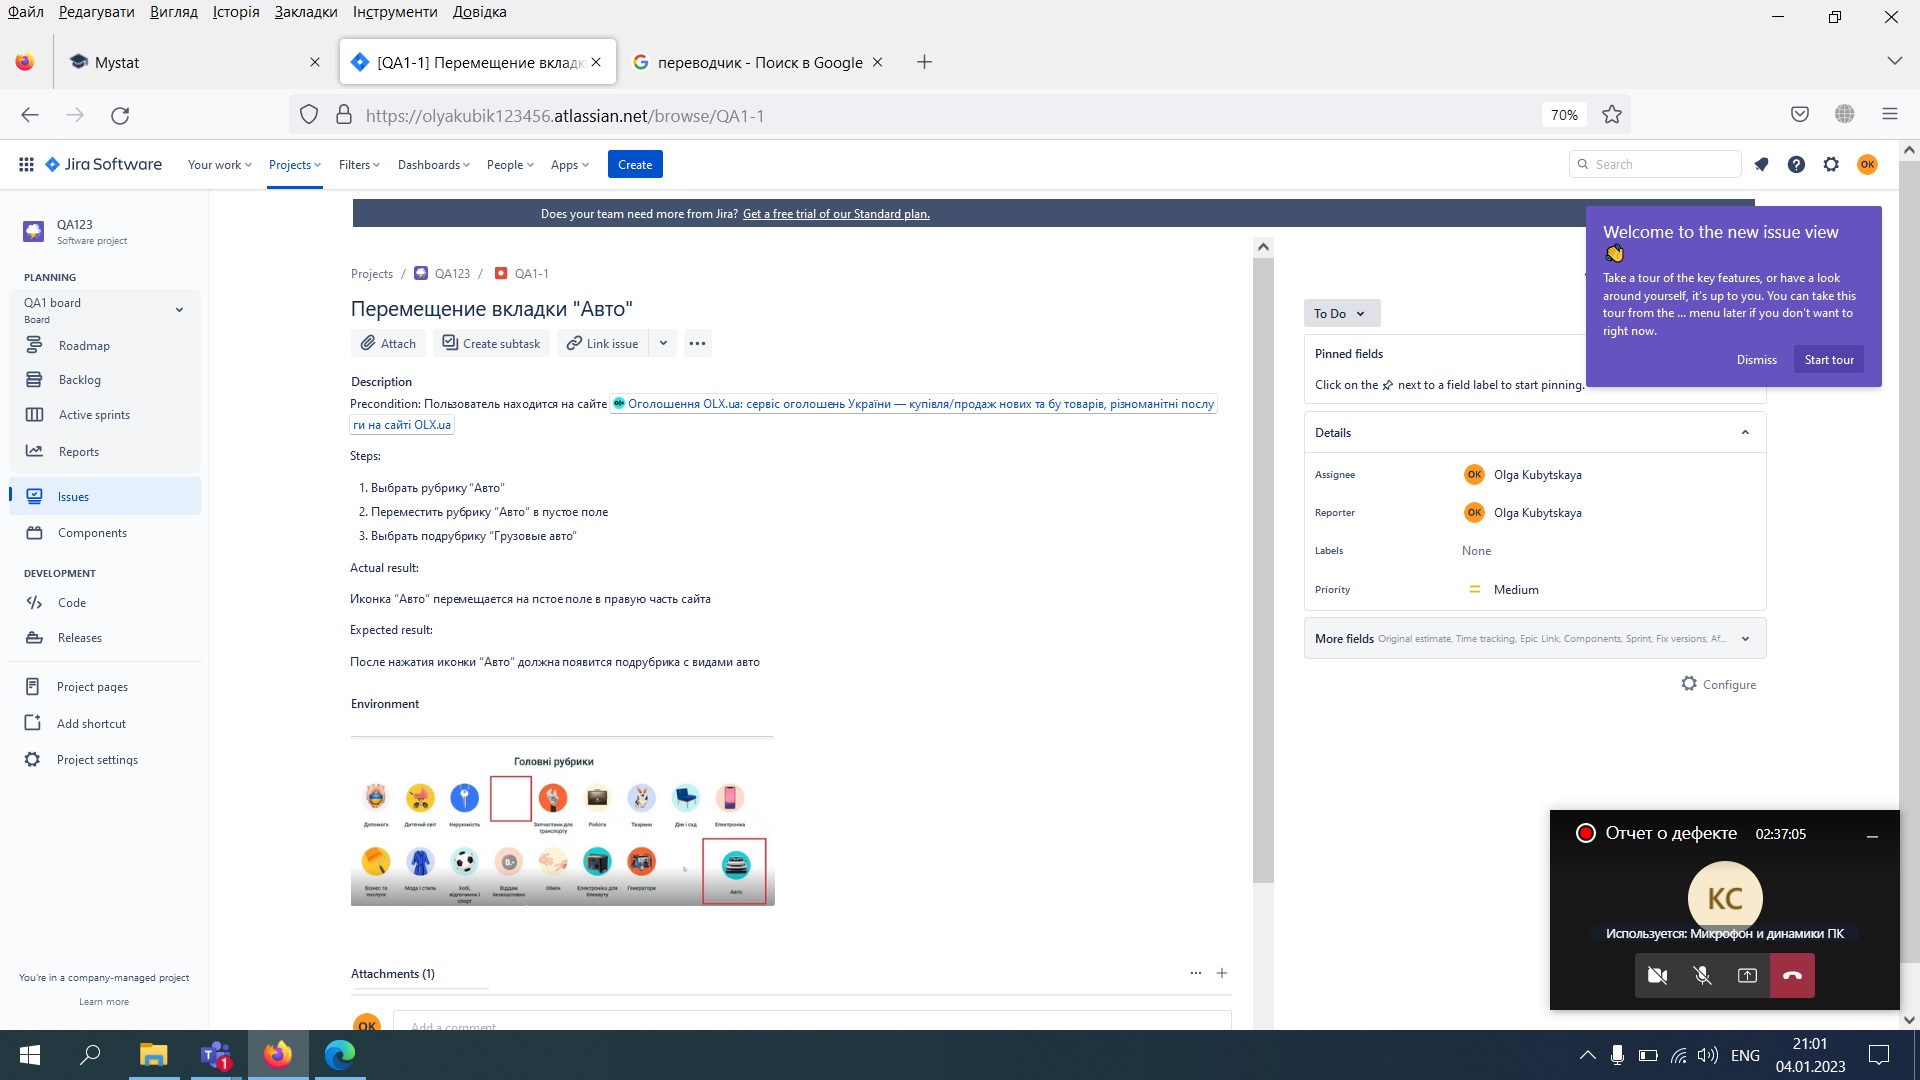 Файл Редагувати Вигляд Історія Закладки Інструменти Довідка
Mystat
[QA1-1] Перемещение вкладк
переводчик - Поиск в Google
https://olyakubik123456.atlassian.net/browse/QA1-1
70%
Jira Software
Your work Projects Filters Dashboards People Apps Create
Search
OK
QA123
Software project
PLANNING
QA1 board
Board
Roadmap
Backlog
Active sprints
Reports
Issues
Components
DEVELOPMENT
Code
Releases
Project pages
Add shortcut
Project settings
You're in a company-managed project
Learn more
Does your team need more from Jira? Get a free trial of our Standard plan.
Projects / QA123 / QA1-1
Перемещение вкладки "Авто"
Attach Create subtask Link issue
Description
Precondition: Пользователь находится на сайте Оголошення OLX.ua: сервіс оголошень України — купівля/продаж нових та бу товарів, різноманітні послу
ги на сайті OLX.ua
Steps:
1. Выбрать рубрику “Авто”
2. Переместить рубрику “Авто” в пустое поле
3. Выбрать подрубрику “Грузовые авто”
Actual result:
Иконка “Авто” перемещается на пстое поле в правую часть сайта
Expected result:
После нажатия иконки “Авто” должна появится подрубрика с видами авто
Environment
Головні рубрики
Допомога Дитячий світ Нерухомість Запчастини для Робота Тварини Дім і сад Електроніка
транспорту
Бізнес та Мода і стиль Хобі, Віддам Обмін Електроніка для Генератори Авто
послуги відпочинок і безкоштовно блекауту
спорт
Attachments (1)
OK
Add a comment
To Do
Pinned fields
Click on the next to a field label to start pinning.
Details
Assignee OK Olga Kubytskaya
Reporter OK Olga Kubytskaya
Labels None
Priority Medium
More fields Original estimate, Time tracking, Epic Link, Components, Sprint, Fix versions, Af...
Configure
Welcome to the new issue view
Take a tour of the key features, or have a look
around yourself, it's up to you. You can take this
tour from the ... menu later if you don't want to
right now.
Dismiss Start tour
Отчет о дефекте 02:37:05
КС
Используется: Микрофон и динамики ПК
1
ENG
21:01
04.01.2023